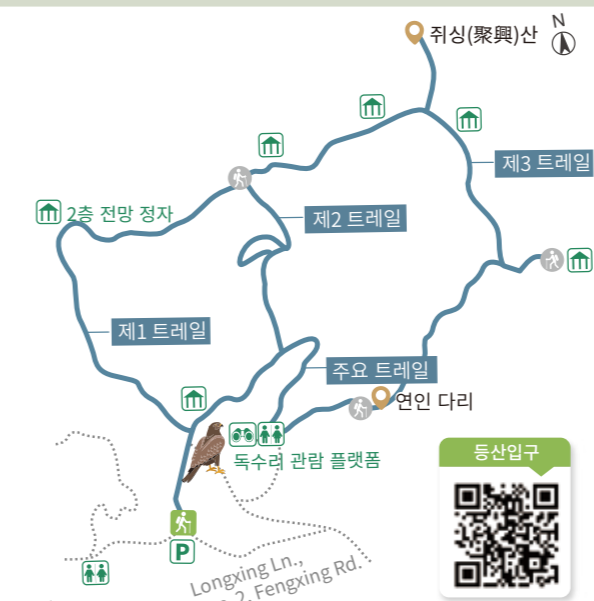 쥐싱(聚興)산
N
제3 트레일
2층 전망 정자
제2 트레일
제1 트레일
주요 트레일
연인 다리
독수리 관람 플랫폼
등산입구
P
Longxing Ln.,
2, Fengxing Rd.